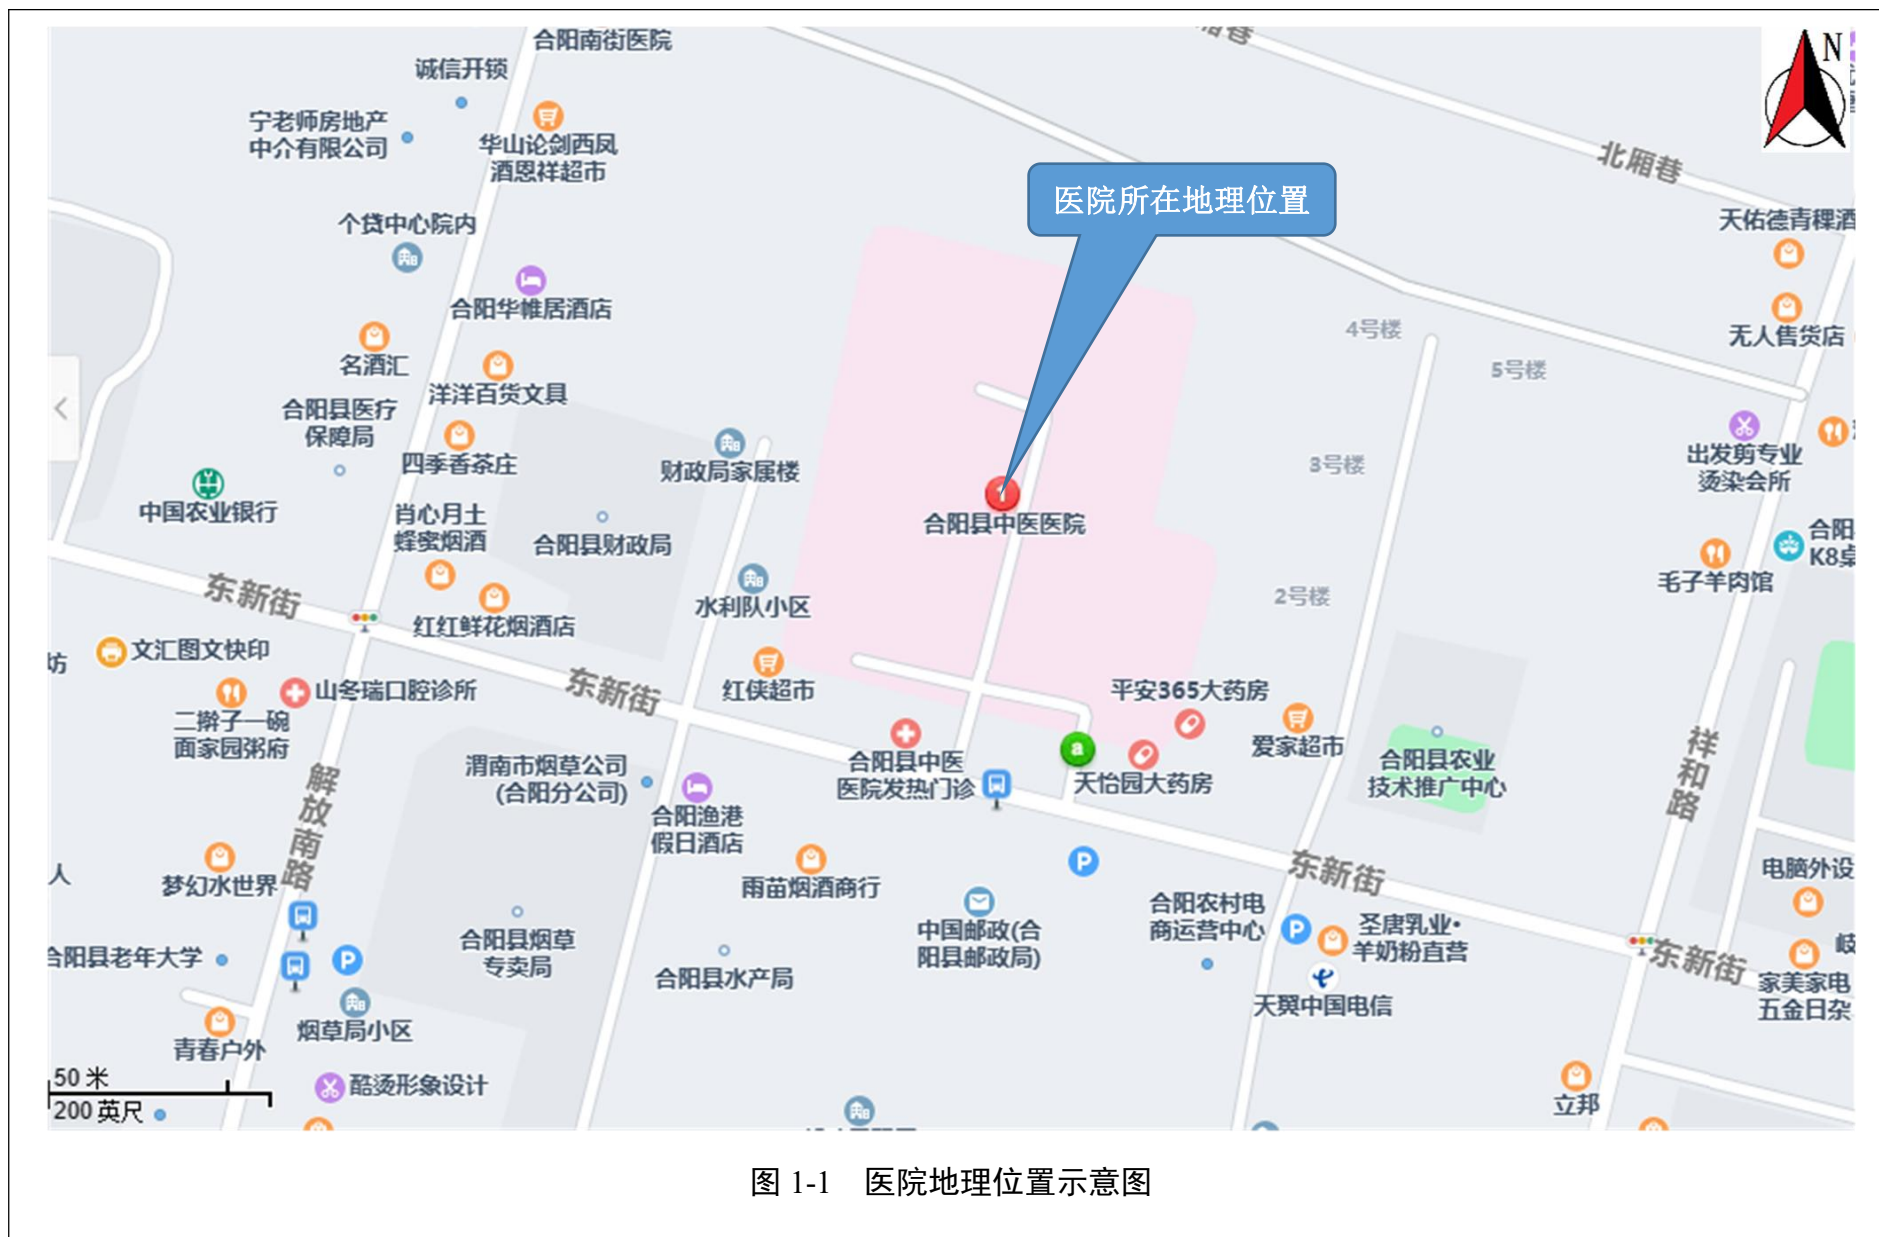 合阳南街医院
诚信开锁
宁老师房地产
中介有限公司
华山论剑西凤
酒恩祥超市
N
北厢巷
医院所在地理位置
个贷中心院内
天佑德青稞酒
合阳华帷居酒店
无人售货店
4号楼
5号楼
名酒汇
洋洋百货文具
合阳县医疗
保障局
四季香茶庄
财政局家属楼
3号楼
出发剪专业
烫染会所
中国农业银行
肖心月土
蜂蜜烟酒
合阳县财政局
合阳县中医医院
合阳
K8桌
毛子羊肉馆
东新街
水利队小区
2号楼
红红鲜花烟酒店
坊
文汇图文快印
东新街
山冬瑞口腔诊所
红侠超市
平安365大药房
二擀子一碗
面家园粥府
爱家超市
祥和路
合阳县农业
技术推广中心
渭南市烟草公司
(合阳分公司)
合阳县中医
医院发热门诊
a
天怡园大药房
解放南路
合阳渔港
假日酒店
人
梦幻水世界
雨苗烟酒商行
P
东新街
电脑外设
合阳农村电
商运营中心
P
圣唐乳业•
羊奶粉直营
中国邮政(合
阳县邮政局)
合阳县烟草
专卖局
合阳县水产局
岐
东新街
合阳县老年大学
P
家美家电
五金日杂
天翼中国电信
烟草局小区
青春户外
50 米
200 英尺
酷烫形象设计
立邦
图 1-1 医院地理位置示意图